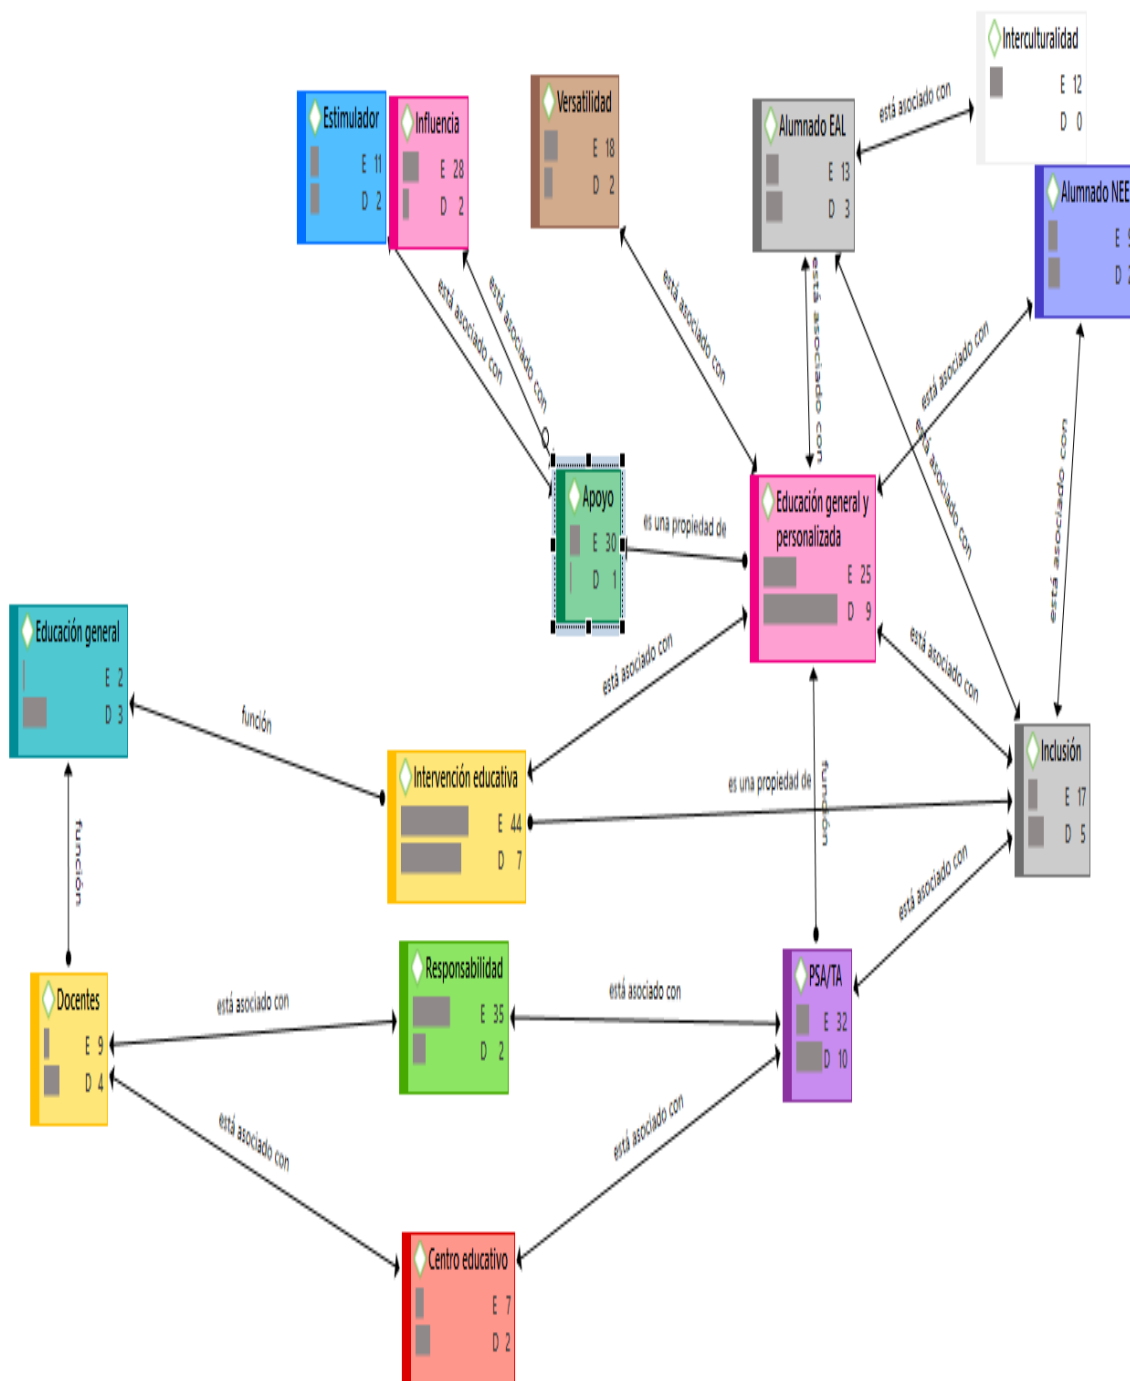 Interculturalidad
E 12
D 0
Estimulador
E 11
D 2
Influencia
E 28
D 2
Versatilidad
E 18
D 2
Alumnado EAL
E 13
D 3
está asociado con
Alumnado NEE
E 9
D 2
está asociado con
está asociado con
está asociado con
está asociado con
está asociado con
está asociado con
está asociado con
Apoyo
E 30
D 1
es una propiedad de
Educación general y
personalizada
E 25
D 9
Educación general
E 2
D 3
función
está asociado con
está asociado con
Intervención educativa
E 44
D 7
es una propiedad de
función
Inclusión
E 17
D 5
función
está asociado con
Docentes
E 9
D 4
está asociado con
Responsabilidad
E 35
D 2
está asociado con
PSA/TA
E 32
D 10
está asociado con
está asociado con
Centro educativo
E 7
D 2